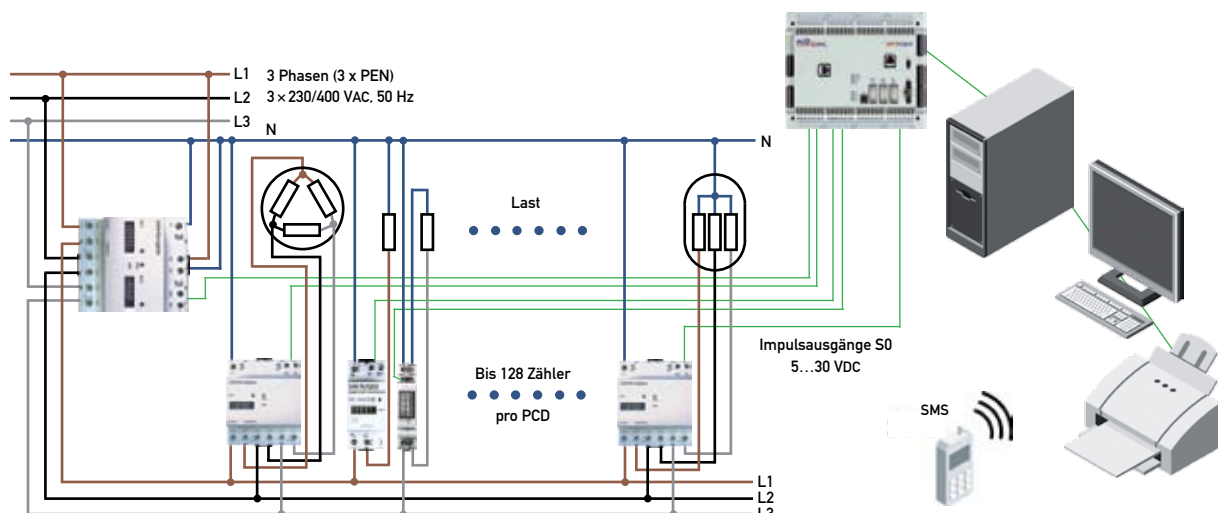 L1 3 Phasen (3 x PEN)
L2 3 × 230/400 VAC, 50 Hz
L3
N
N
Last
Impulsausgänge S0
5…30 VDC
Bis 128 Zähler
pro PCD
SMS
L1
L2
L3